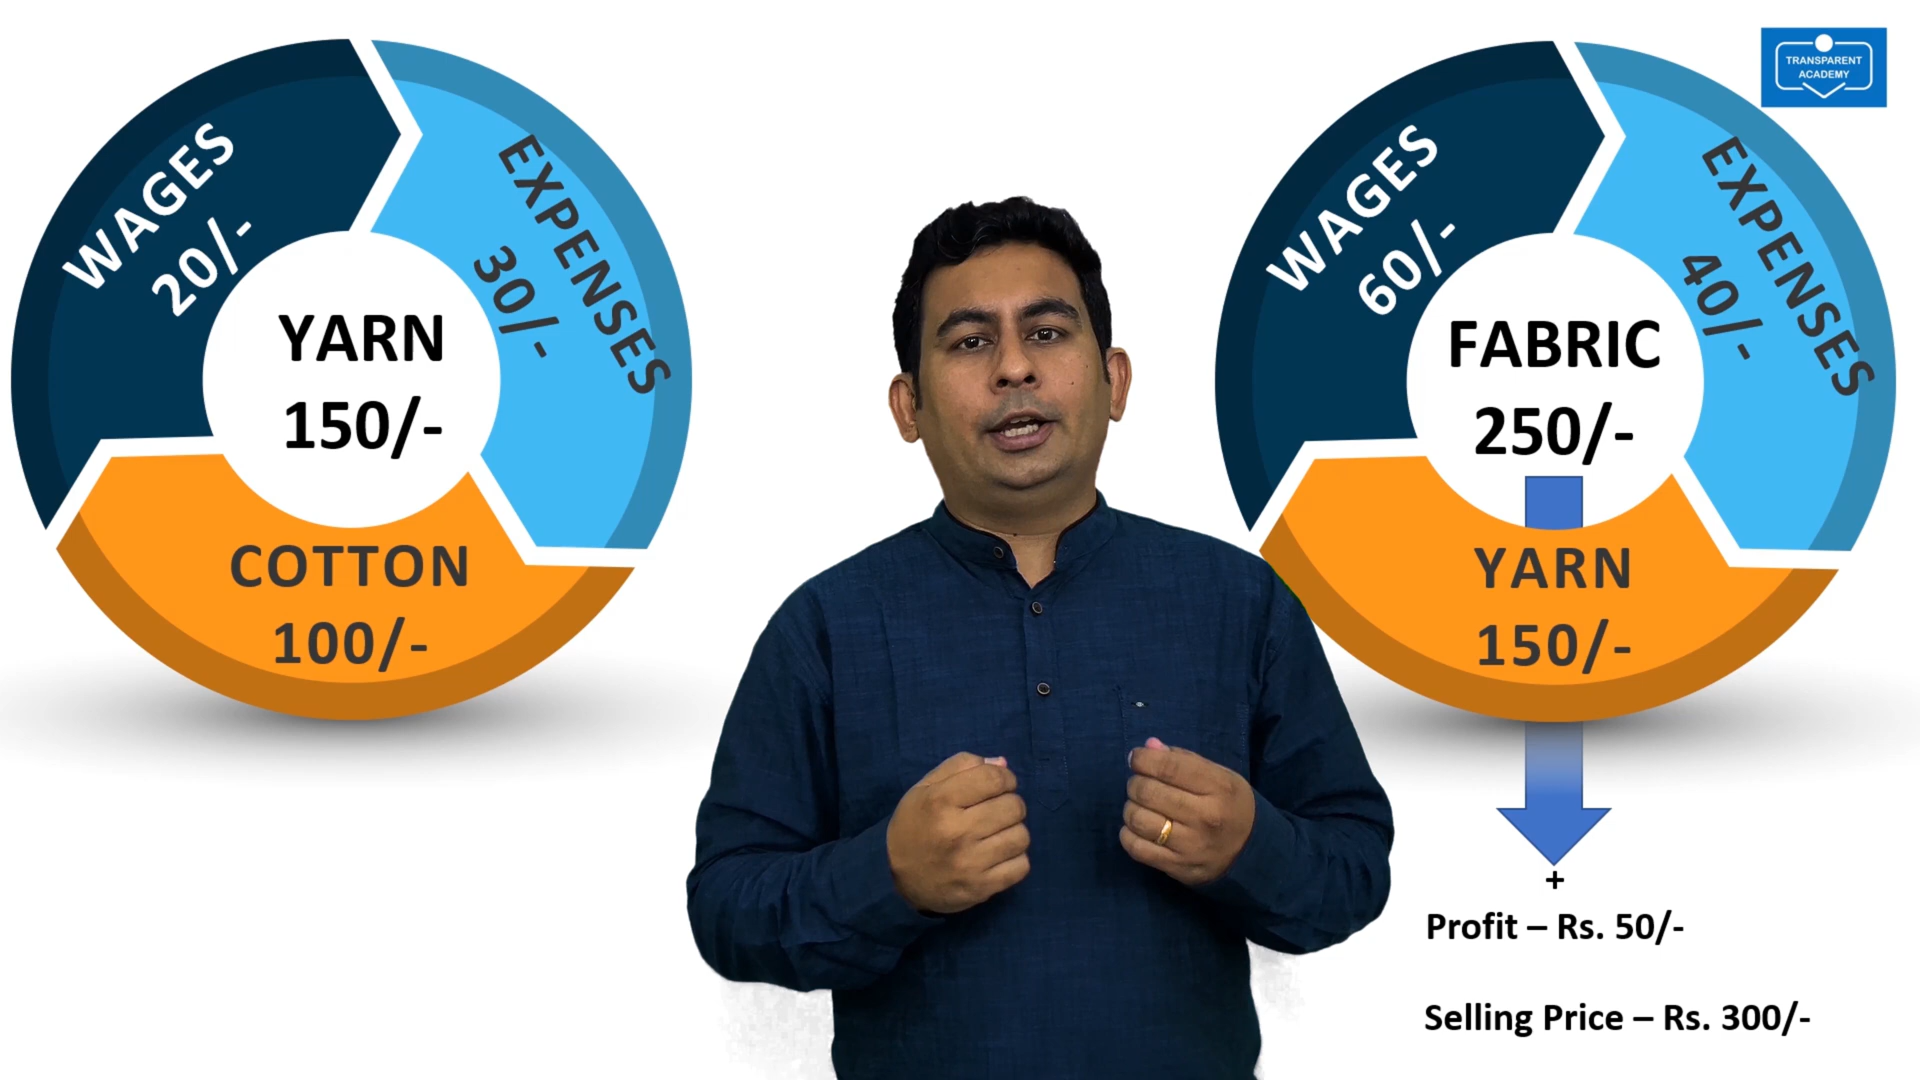 WAGES
20/-
EXPENSES
30/-
YARN
150/-
COTTON
100/-
WAGES
60/-
EXPENSES
40/-
FABRIC
250/-
YARN
150/-
+
Profit – Rs. 50/-
Selling Price – Rs. 300/-
TRANSPARENT
ACADEMY